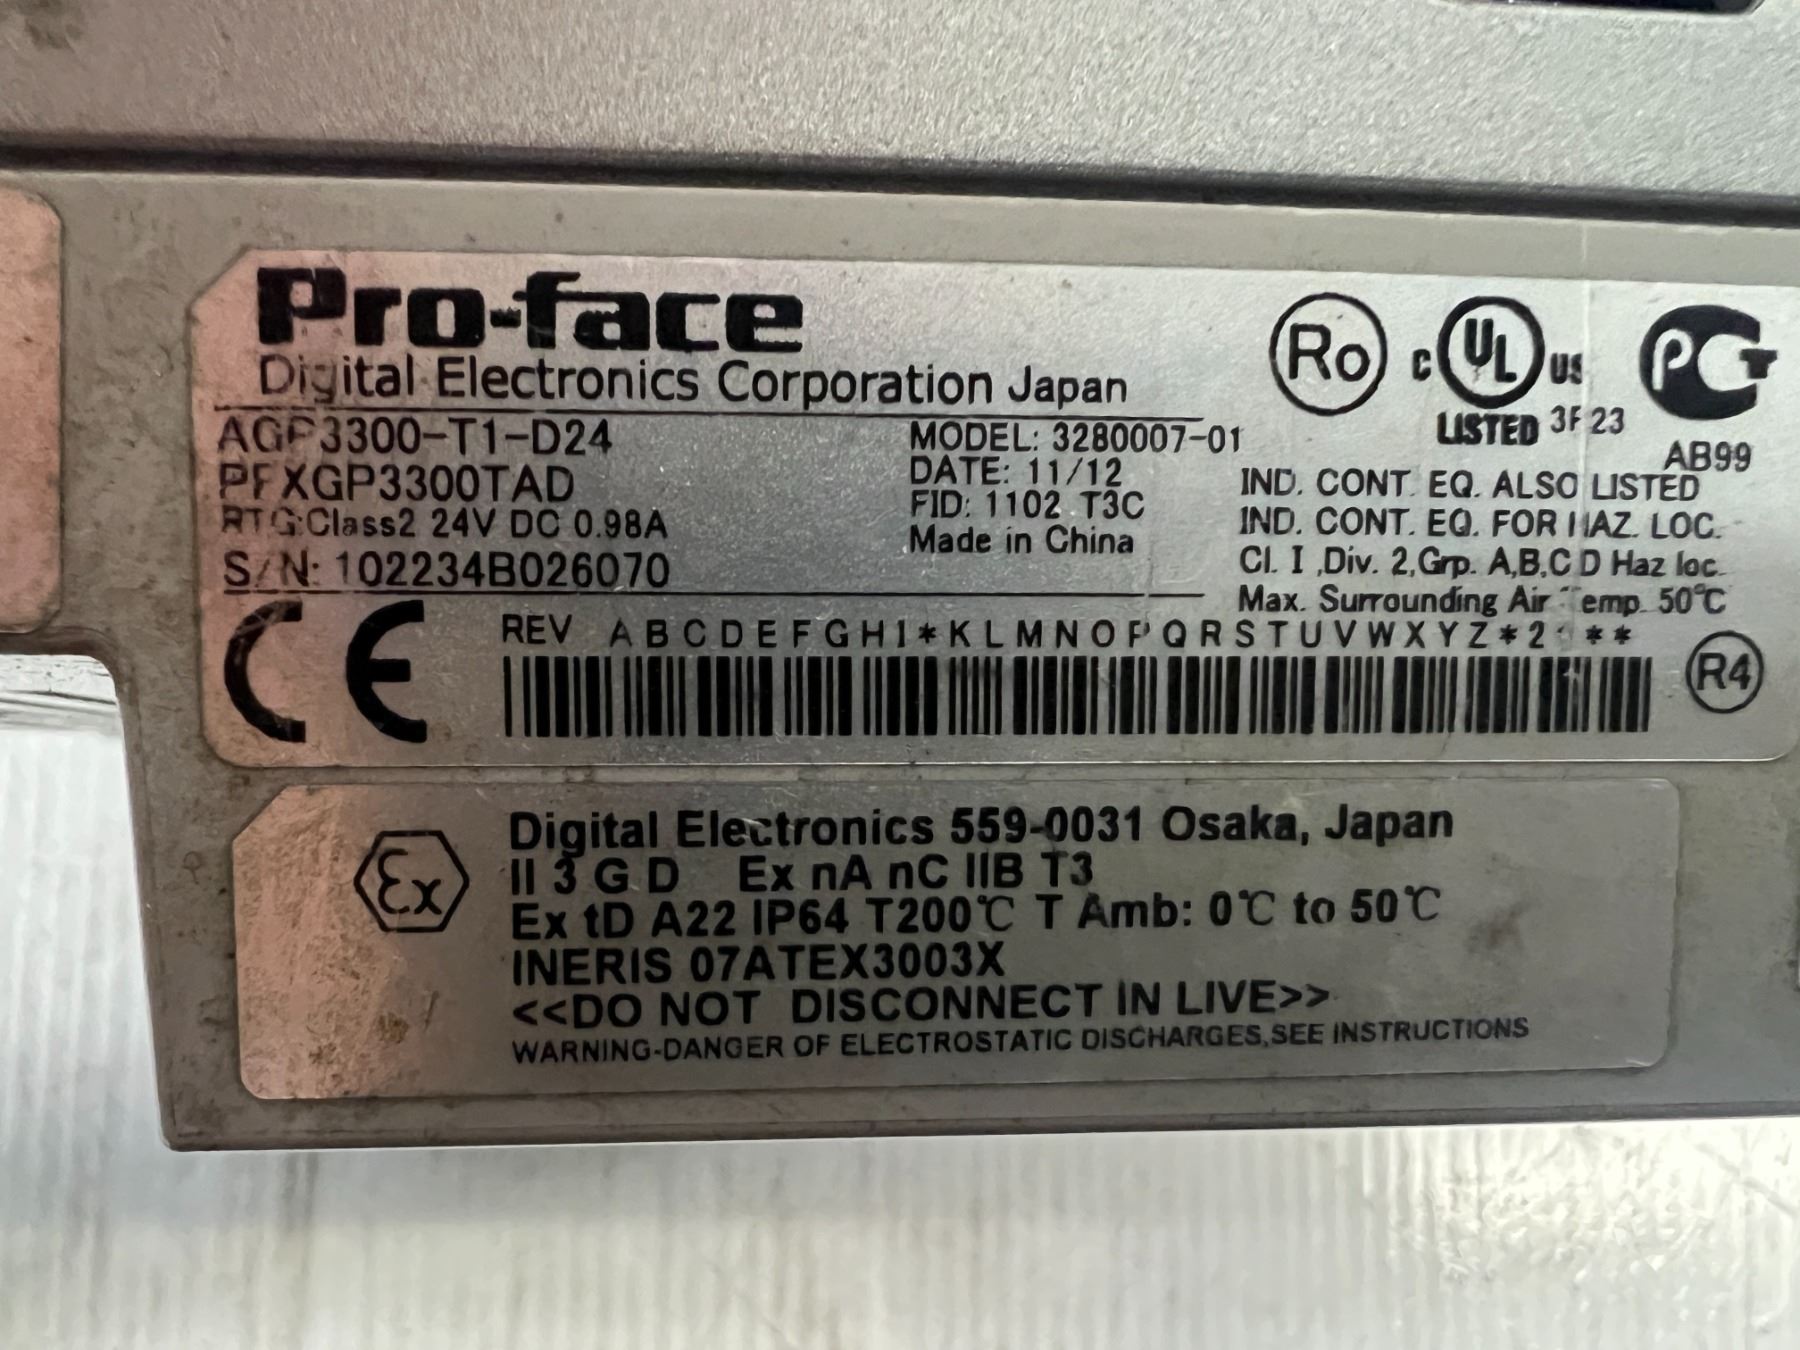 Pro-face
Digital Electronics Corporation Japan
AGP3300-T1-D24
PFXGP3300TAD
RTG:Class2 24V DC 0.98A
S/N: 102234B026070
MODEL: 3280007-01
DATE: 11/12
FID: 1102 T3C
Made in China
Ro
C UL US
LISTED 3F23
PCT
AB99
IND. CONT. EQ. ALSO LISTED
IND. CONT. EQ. FOR HAZ. LOC.
Cl. I ,Div. 2,Grp. A,B,C D Haz loc.
Max. Surrounding Air Temp. 50℃
CE
REV A B C D E F G H I * K L M N O P Q R S T U V W X Y Z * 2 * *
R4
Ex
Digital Electronics 559-0031 Osaka, Japan
II 3 G D Ex nA nC IIB T3
Ex tD A22 IP64 T200℃ T Amb: 0℃ to 50℃
INERIS 07ATEX3003X
<<DO NOT DISCONNECT IN LIVE>>
WARNING-DANGER OF ELECTROSTATIC DISCHARGES,SEE INSTRUCTIONS